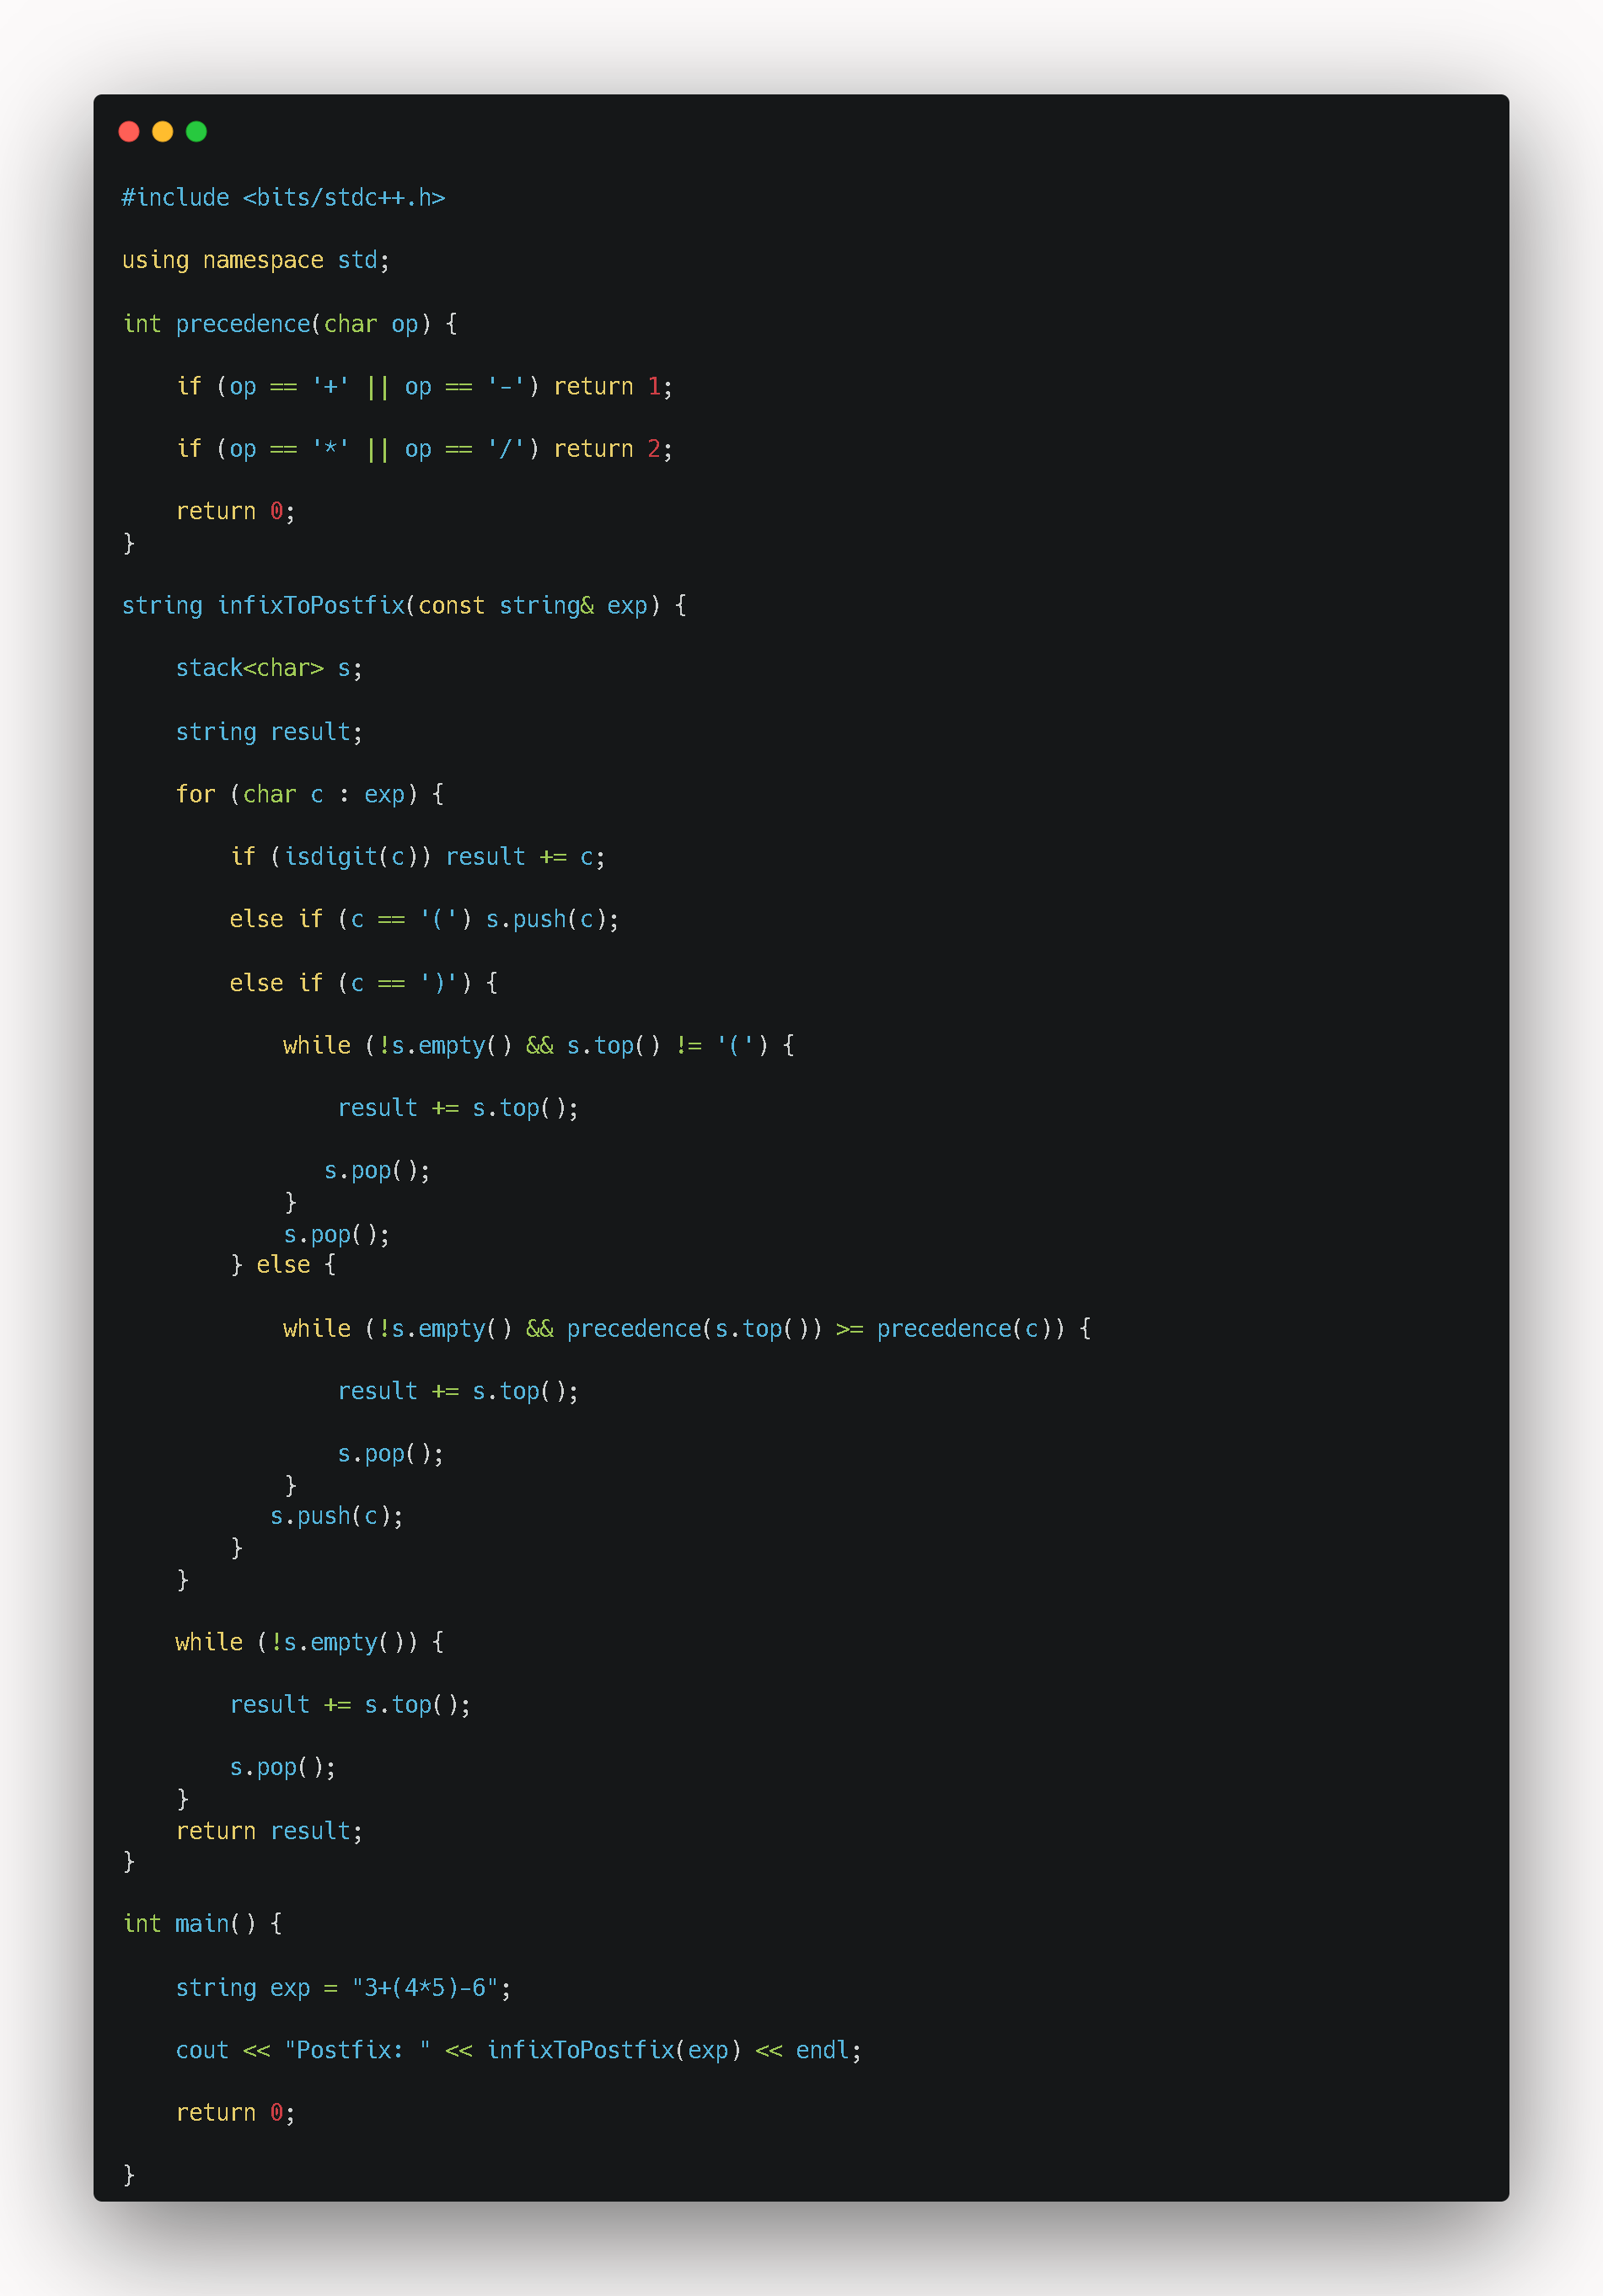 #include <bits/stdc++.h>
using namespace std;
int precedence(char op) {
    if (op == '+' || op == '-') return 1;
    if (op == '*' || op == '/') return 2;
    return 0;
}
string infixToPostfix(const string& exp) {
    stack<char> s;
    string result;
    for (char c : exp) {
        if (isdigit(c)) result += c;
        else if (c == '(') s.push(c);
        else if (c == ')') {
            while (!s.empty() && s.top() != '(') {
                result += s.top();
               s.pop();
            }
            s.pop();
        } else {
            while (!s.empty() && precedence(s.top()) >= precedence(c)) {
                result += s.top();
                s.pop();
            }
           s.push(c);
        }
    }
    while (!s.empty()) {
        result += s.top();
        s.pop();
    }
    return result;
}
int main() {
    string exp = "3+(4*5)-6";
    cout << "Postfix: " << infixToPostfix(exp) << endl;
    return 0;
}